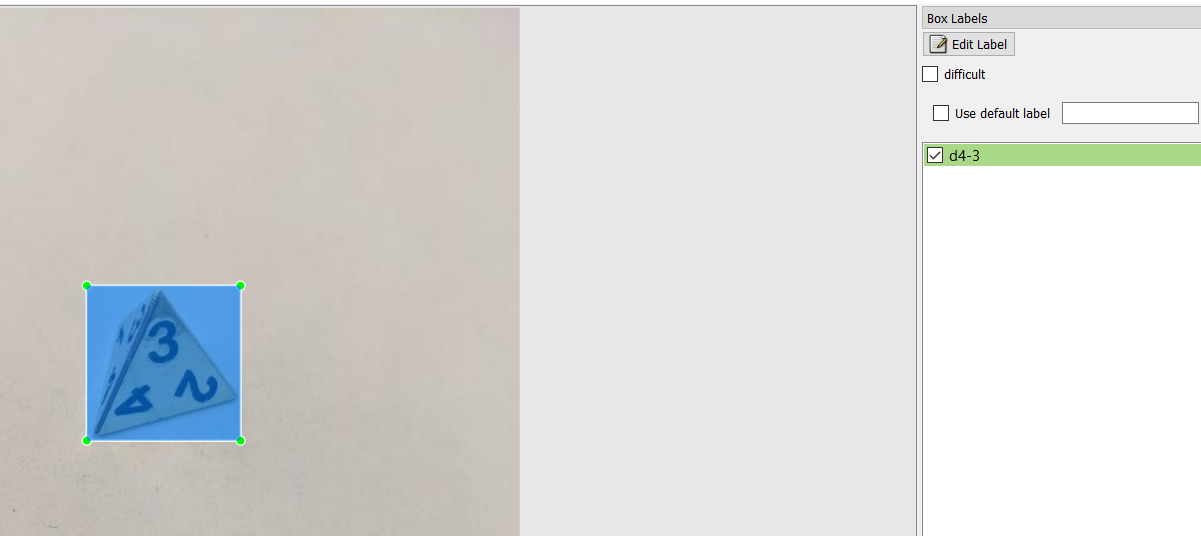 Box Labels
Edit Label
difficult
Use default label
d4-3
3
4 2